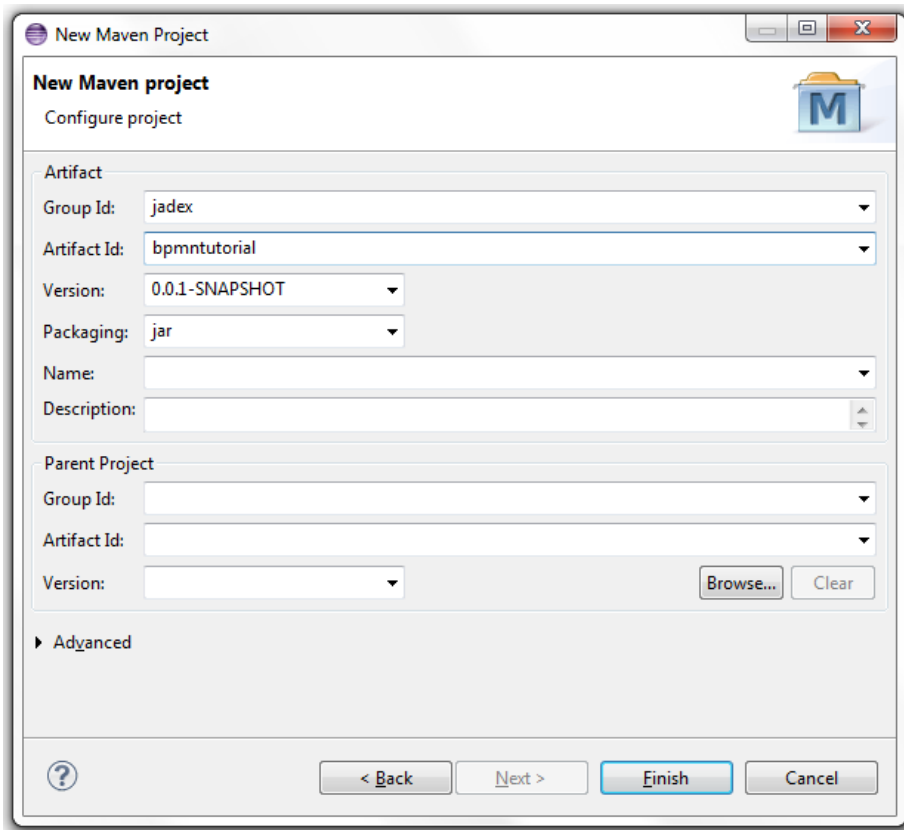 New Maven Project
New Maven project
Configure project
M
Artifact
Group Id: jadex
Artifact Id: bpmntutorial
Version: 0.0.1-SNAPSHOT
Packaging: jar
Name:
Description:
Parent Project
Group Id:
Artifact Id:
Version: Browse... Clear
Advanced
? < Back Next > Finish Cancel